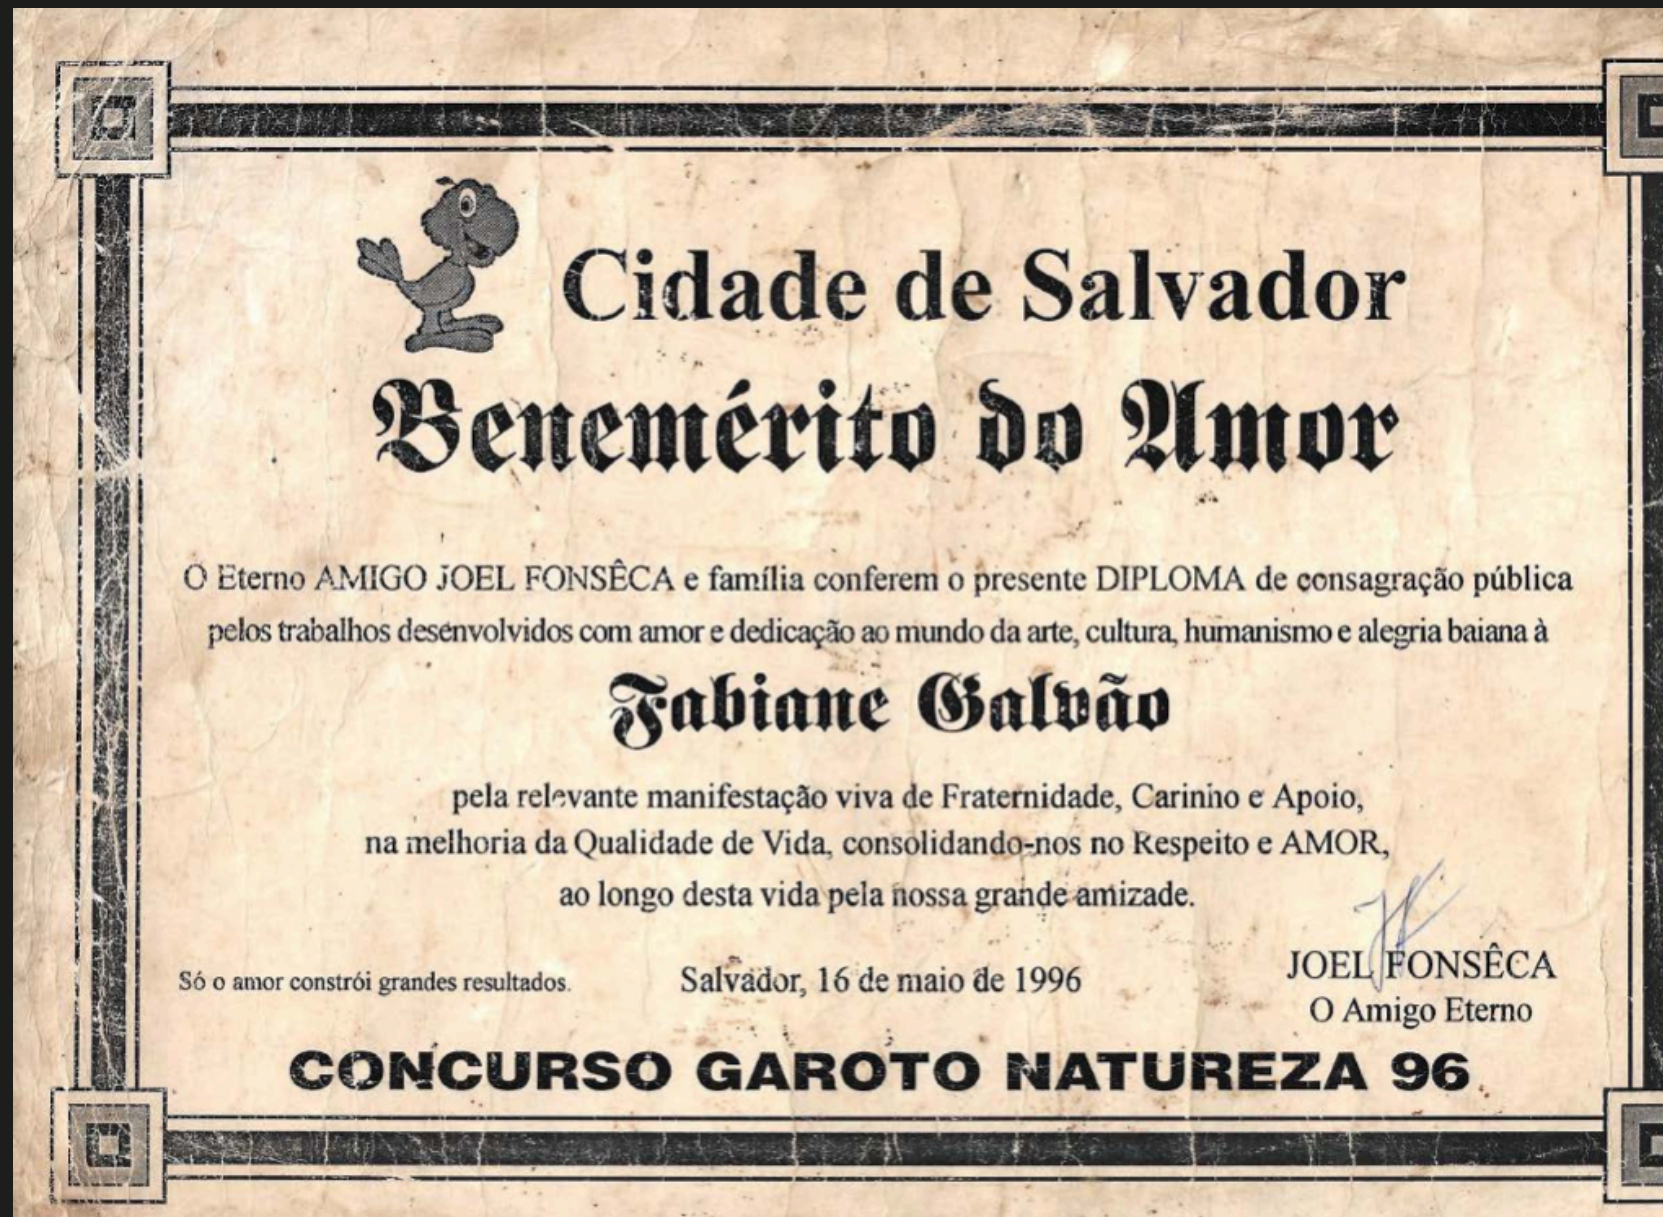 Cidade de Salvador
Benemérito do Amor
O Eterno AMIGO JOEL FONSÊCA e família conferem o presente DIPLOMA de consagração pública
pelos trabalhos desenvolvidos com amor e dedicação ao mundo da arte, cultura, humanismo e alegria baiana à
Fabiane Galvão
pela relevante manifestação viva de Fraternidade, Carinho e Apoio,
na melhoria da Qualidade de Vida, consolidando-nos no Respeito e AMOR,
ao longo desta vida pela nossa grande amizade.
Só o amor constrói grandes resultados.
Salvador, 16 de maio de 1996
JOEL FONSÊCA
O Amigo Eterno
CONCURSO GAROTO NATUREZA 96